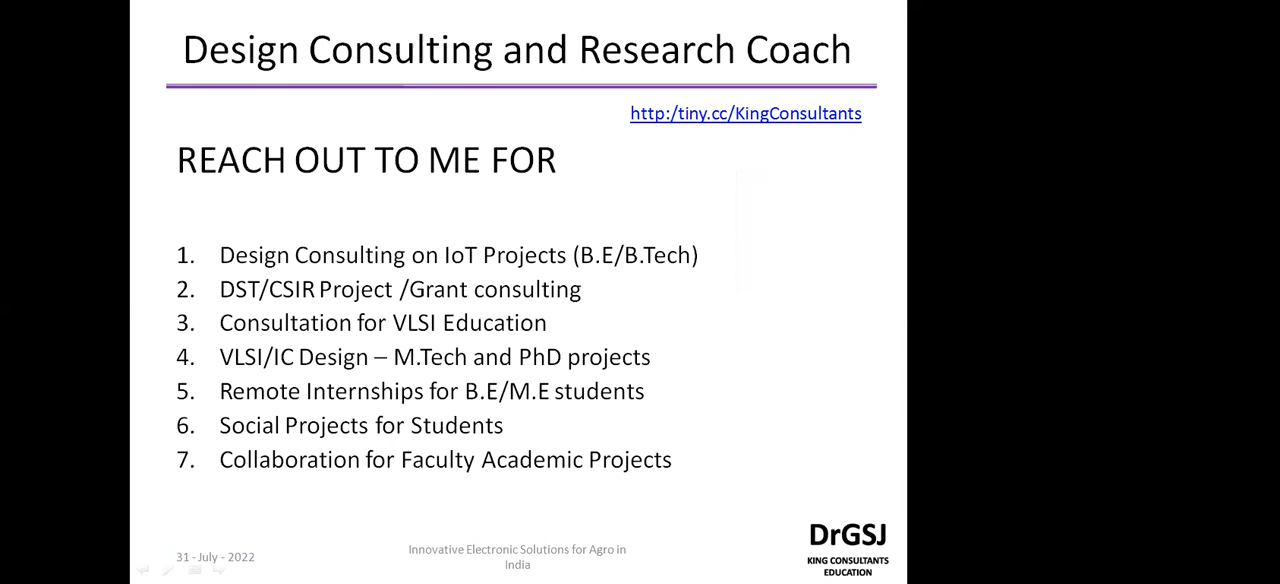 Design Consulting and Research Coach
http:/tiny.cc/KingConsultants
REACH OUT TO ME FOR
1. Design Consulting on IoT Projects (B.E/B.Tech)
2. DST/CSIR Project /Grant consulting
3. Consultation for VLSI Education
4. VLSI/IC Design – M.Tech and PhD projects
5. Remote Internships for B.E/M.E students
6. Social Projects for Students
7. Collaboration for Faculty Academic Projects
31 - July - 2022
Innovative Electronic Solutions for Agro in
India
DrGSJ
KING CONSULTANTS
EDUCATION